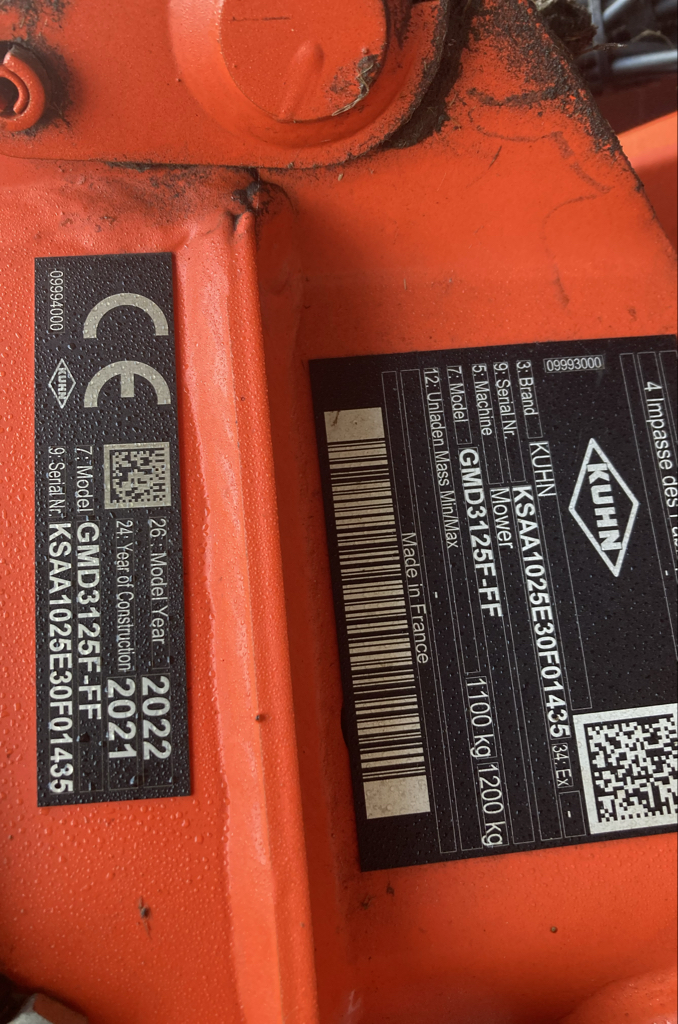 09994000
CE
KUHN
26: Model Year 2022
24: Year of Construction 2021
7: Model GMD3125F-FF
9: Serial Nr. KSAA1025E30F01435
4 Impasse des
KUHN
09993000
3: Brand KUHN
9: Serial Nr. KSAA1025E30F01435 34: Ex -
5: Machine Mower
7: Model GMD3125F-FF
12: Unladen Mass Min/Max - 1100 kg 1200 kg
Made in France